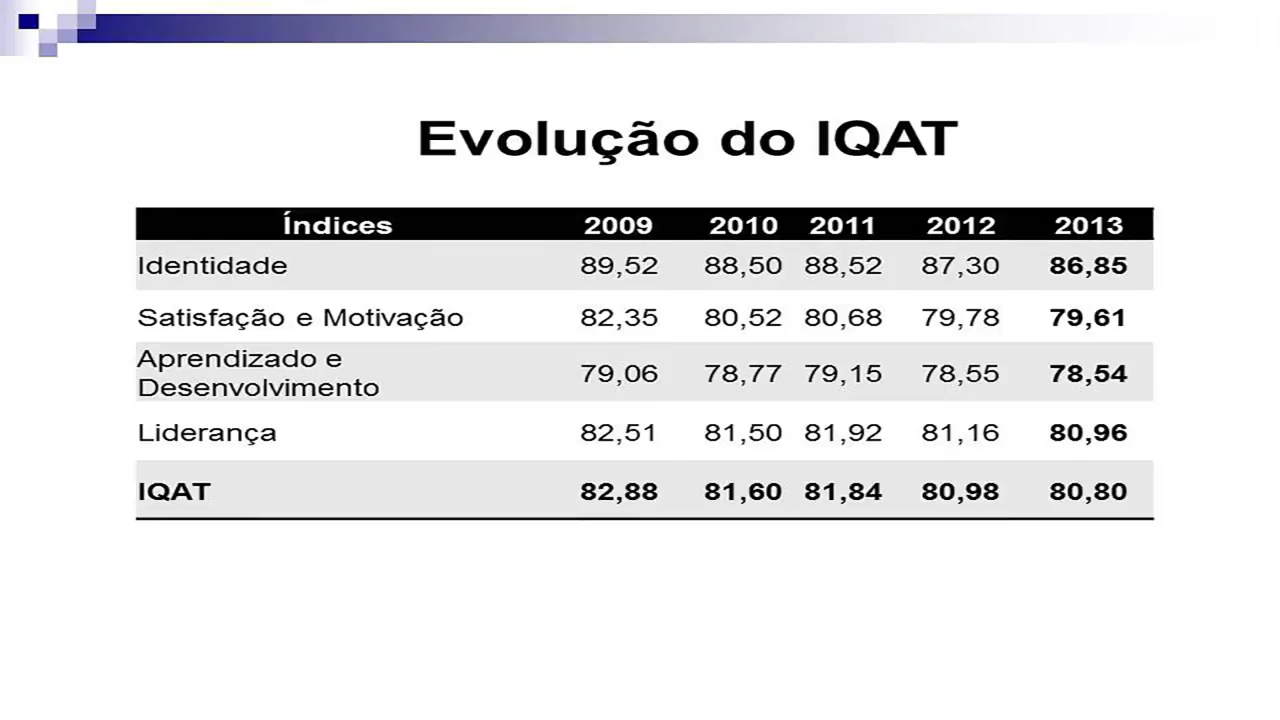 Evolução do IQAT
Índices 2009 2010 2011 2012 2013
Identidade 89,52 88,50 88,52 87,30 86,85
Satisfação e Motivação 82,35 80,52 80,68 79,78 79,61
Aprendizado e
Desenvolvimento 79,06 78,77 79,15 78,55 78,54
Liderança 82,51 81,50 81,92 81,16 80,96
IQAT 82,88 81,60 81,84 80,98 80,80